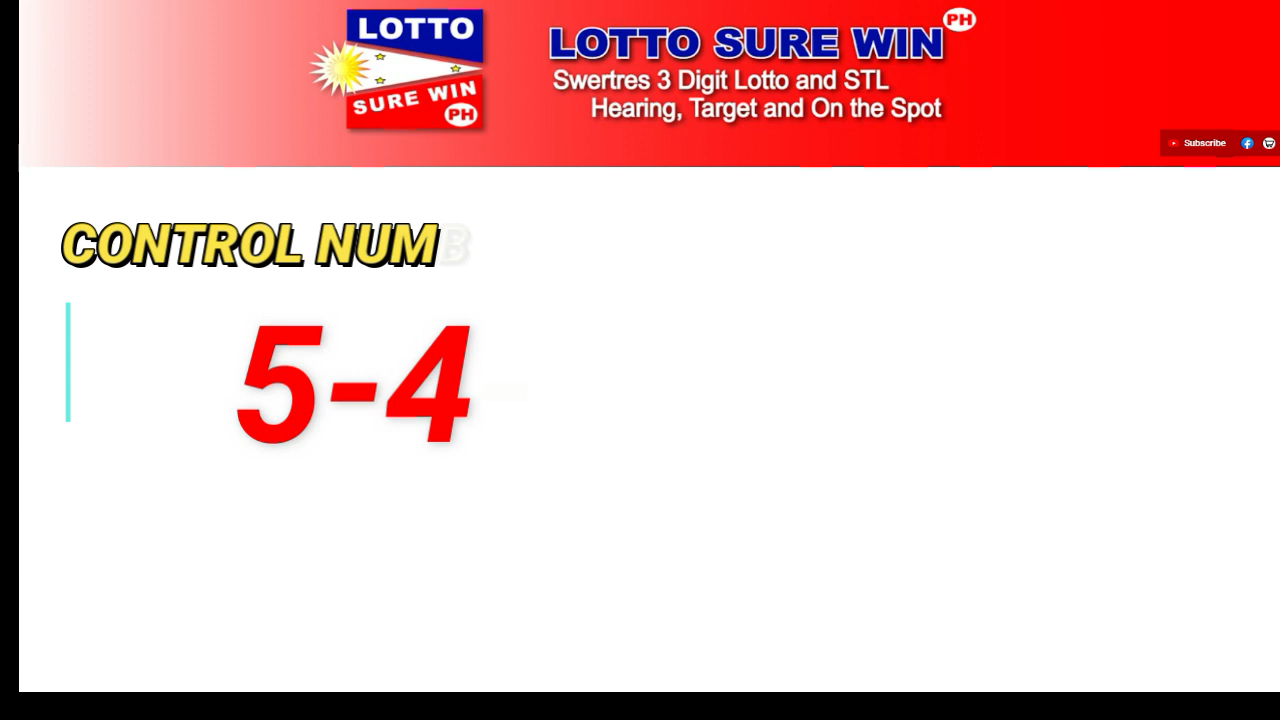 LOTTO
SURE WIN
PH
LOTTO SURE WIN PH
Swertres 3 Digit Lotto and STL
Hearing, Target and On the Spot
Subscribe
CONTROL NUMB
5-4